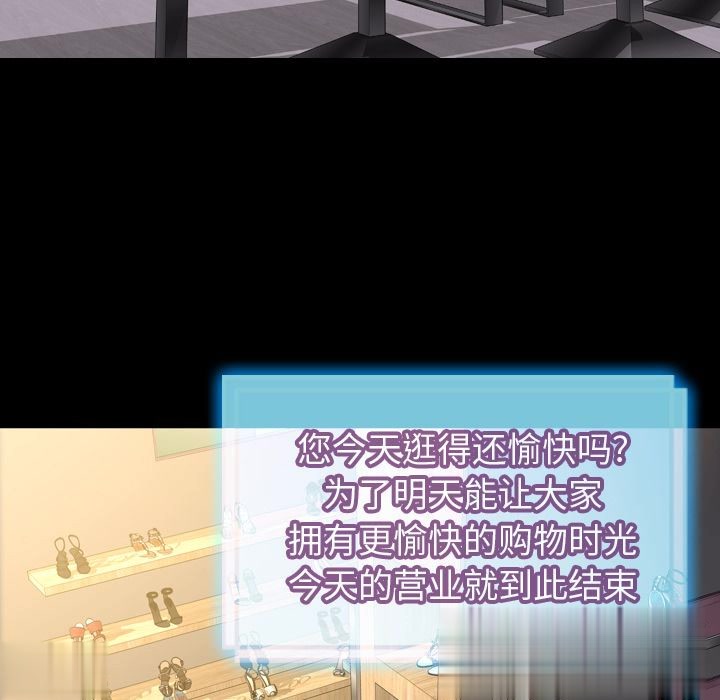 您今天逛得还愉快吗?
为了明天能让大家
拥有更愉快的购物时光
今天的营业就到此结束